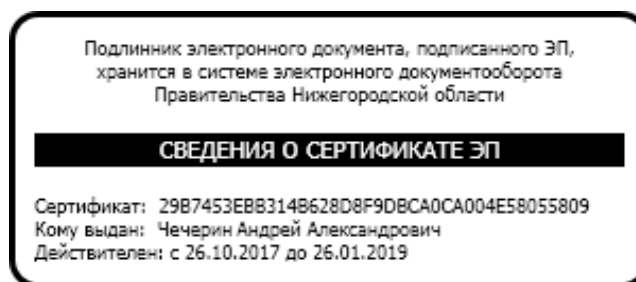 Подлинник электронного документа, подписанного ЭП,
хранится в системе электронного документооборота
Правительства Нижегородской области
СВЕДЕНИЯ О СЕРТИФИКАТЕ ЭП
Сертификат: 29B7453EBB314B628D8F9DBCA0CA004E58055809
Кому выдан: Чечерин Андрей Александрович
Действителен: с 26.10.2017 до 26.01.2019